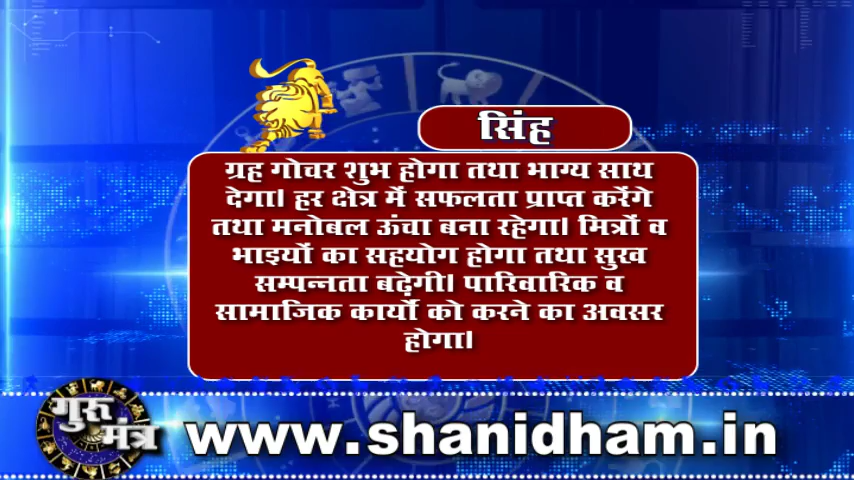 सिंह
ग्रह गोचर शुभ होगा तथा भाग्य साथ
देगा। हर क्षेत्र में सफलता प्राप्त करेंगे
तथा मनोबल ऊंचा बना रहेगा। मित्रों व
भाइयों का सहयोग होगा तथा सुख
सम्पन्नता बढ़ेगी। पारिवारिक व
सामाजिक कार्यों को करने का अवसर
होगा।
गुरु
मंत्र
www.shanidham.in